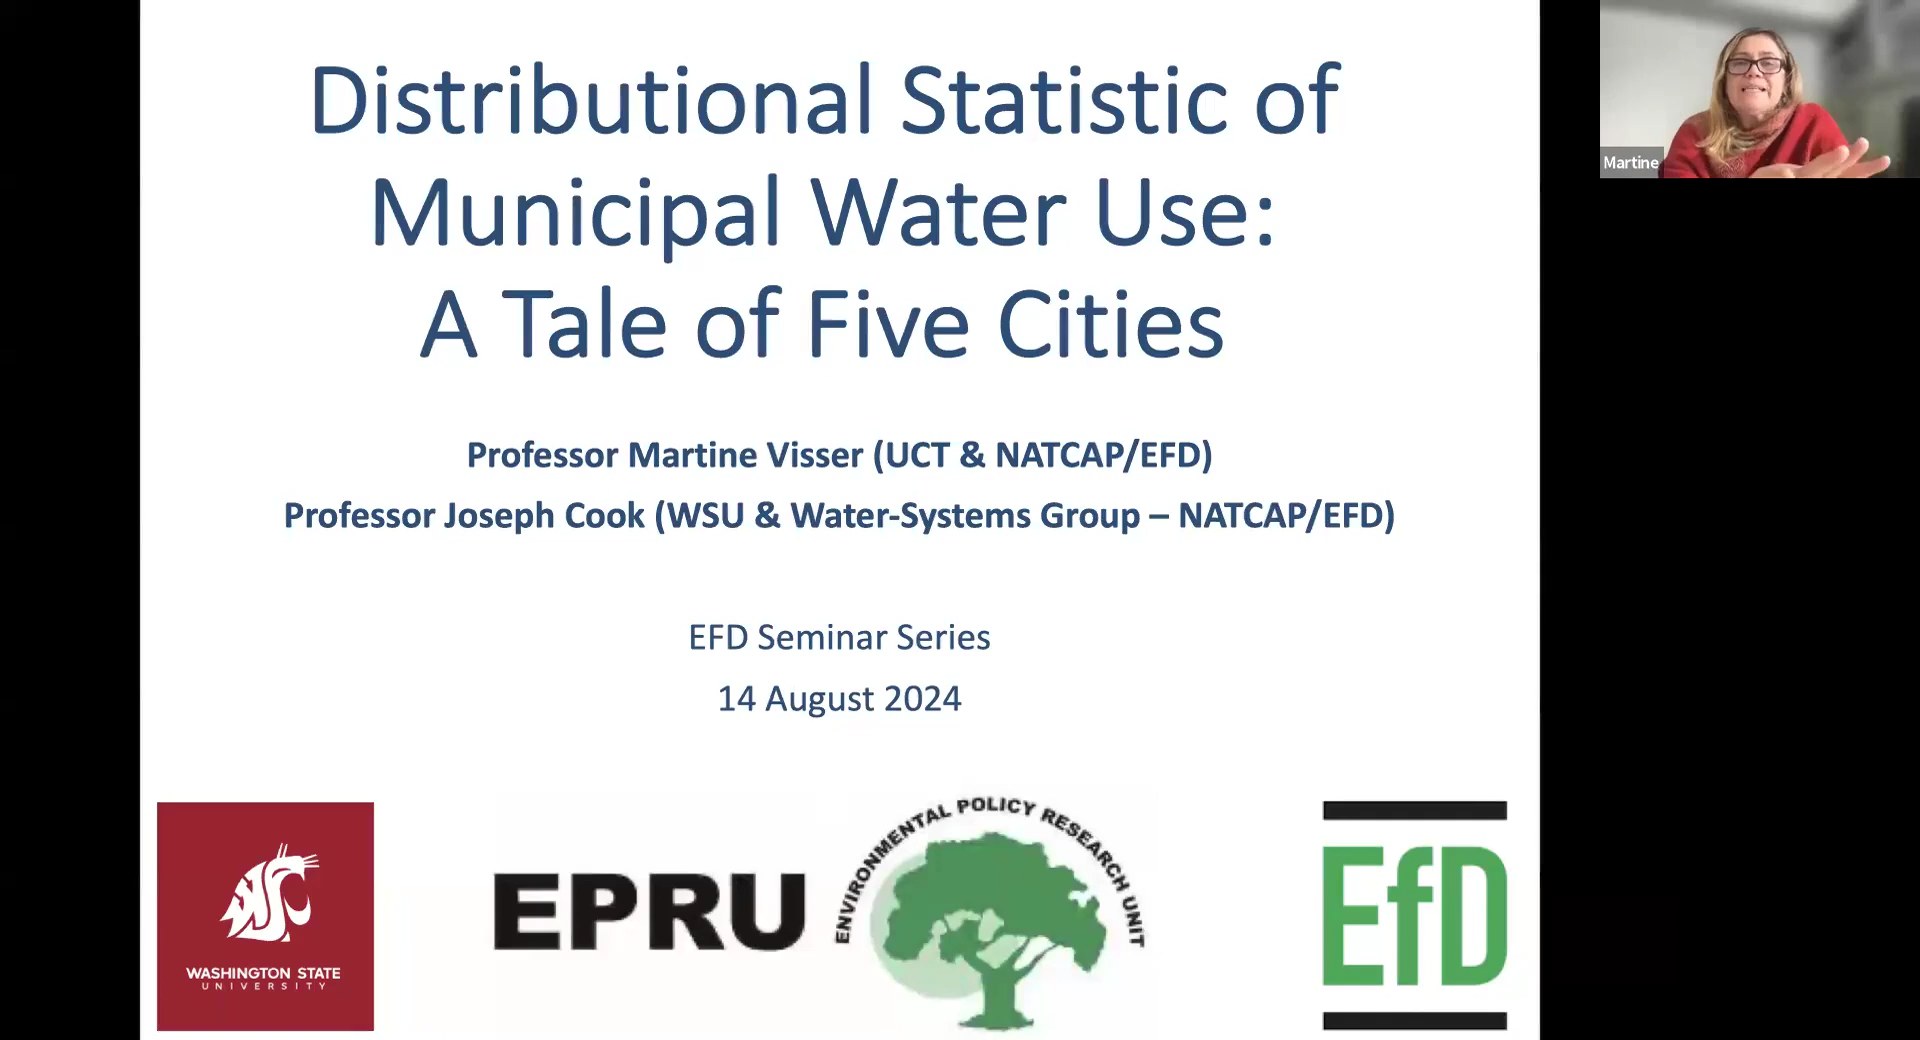 Distributional Statistic of
Municipal Water Use:
A Tale of Five Cities
Professor Martine Visser (UCT & NATCAP/EFD)
Professor Joseph Cook (WSU & Water-Systems Group – NATCAP/EFD)
EFD Seminar Series
14 August 2024
WASHINGTON STATE
UNIVERSITY
EPRU
ENVIRONMENTAL POLICY RESEARCH UNIT
EfD
Martine